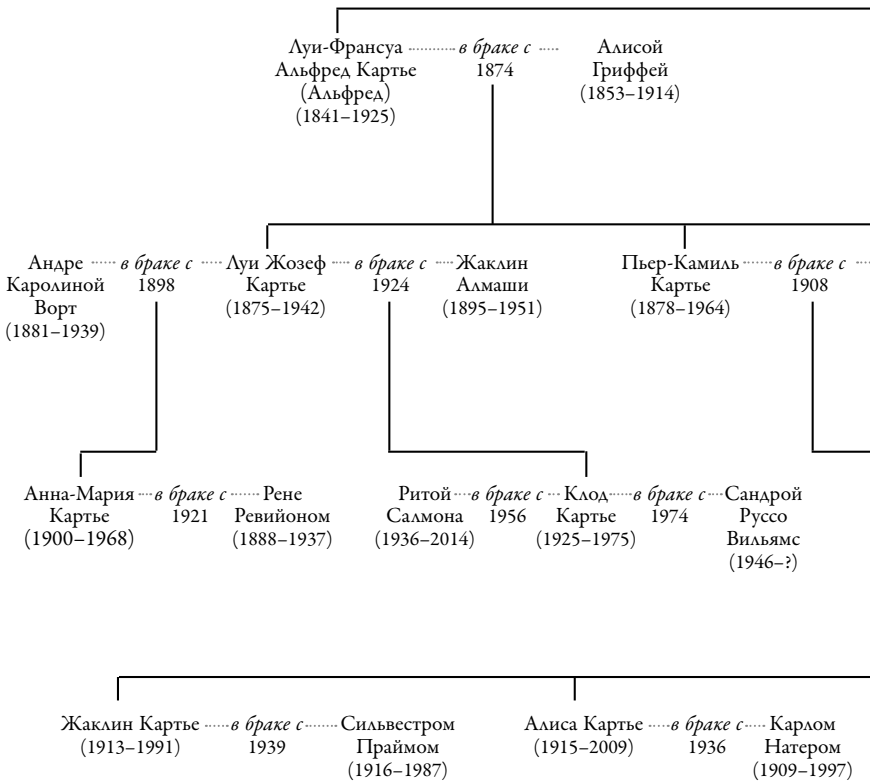 Луи-Франсуа
Альфред Картье
(Альфред)
(1841–1925)
в браке с
1874
Алисой
Гриффей
(1853–1914)
Андре
Каролиной
Ворт
(1881–1939)
в браке с
1898
Луи Жозеф
Картье
(1875–1942)
в браке с
1924
Жаклин
Алмаши
(1895–1951)
Пьер-Камиль
Картье
(1878–1964)
в браке с
1908
Анна-Мария
Картье
(1900–1968)
в браке с
1921
Рене
Ревийоном
(1888–1937)
Ритой
Салмона
(1936–2014)
в браке с
1956
Клод
Картье
(1925–1975)
в браке с
1974
Сандрой
Руссо
Вильямс
(1946–?)
Жаклин Картье
(1913–1991)
в браке с
1939
Сильвестром
Праймом
(1916–1987)
Алиса Картье
(1915–2009)
в браке с
1936
Карлом
Натером
(1909–1997)